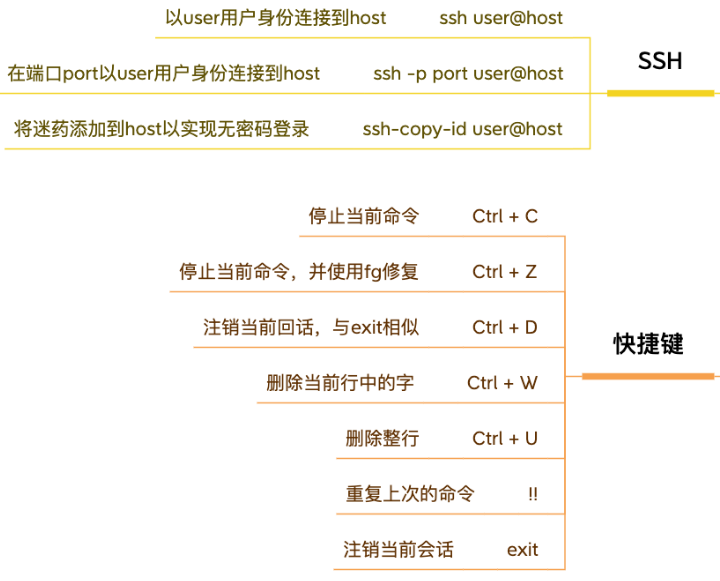 以user用户身份连接到host ssh user@host
SSH
在端口port以user用户身份连接到host ssh -p port user@host
将迷药添加到host以实现无密码登录 ssh-copy-id user@host
停止当前命令 Ctrl + C
停止当前命令，并使用fg修复 Ctrl + Z
注销当前回话，与exit相似 Ctrl + D
快捷键
删除当前行中的字 Ctrl + W
删除整行 Ctrl + U
重复上次的命令 !!
注销当前会话 exit